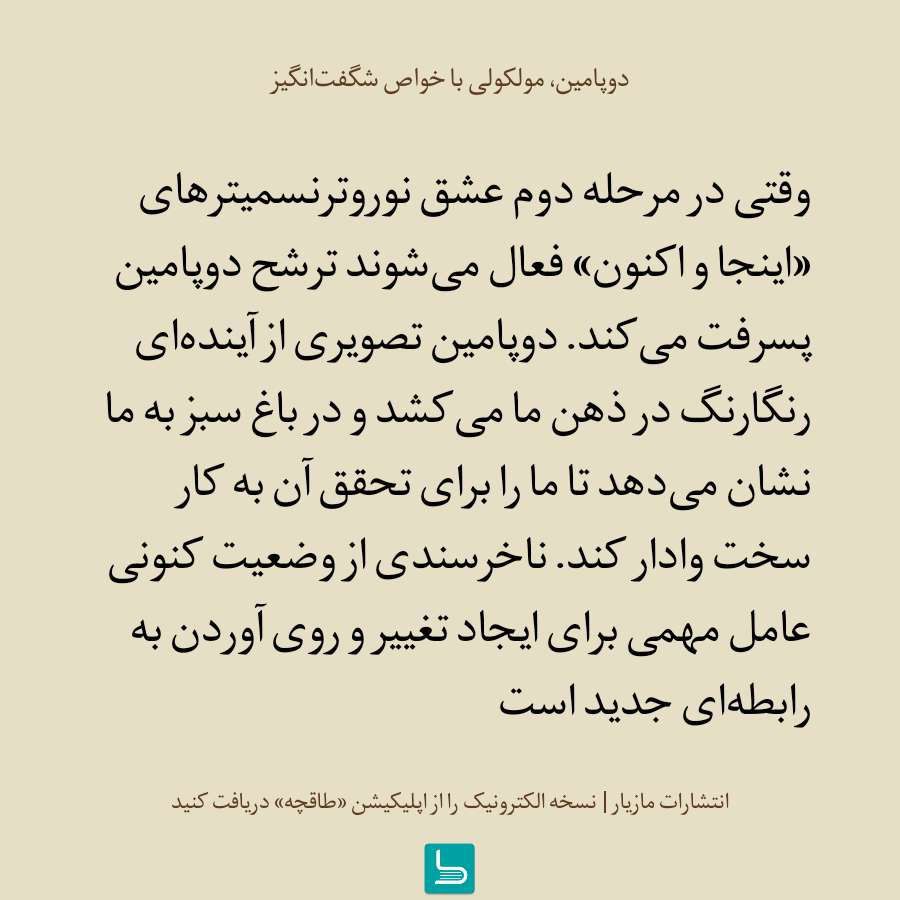 دوپامین، مولکولی با خواص شگفت‌انگیز
وقتی در مرحله دوم عشق نوروترنسمیترهای
«اینجا و اکنون» فعال می‌شوند ترشح دوپامین
پسرفت می‌کند. دوپامین تصویری از آینده‌ای
رنگارنگ در ذهن ما می‌کشد و در باغ سبز به ما
نشان می‌دهد تا ما را برای تحقق آن به کار
سخت وادار کند. ناخرسندی از وضعیت کنونی
عامل مهمی برای ایجاد تغییر و روی آوردن به
رابطه‌ای جدید است
انتشارات مازیار | نسخه الکترونیک را از اپلیکیشن «طاقچه» دریافت کنید